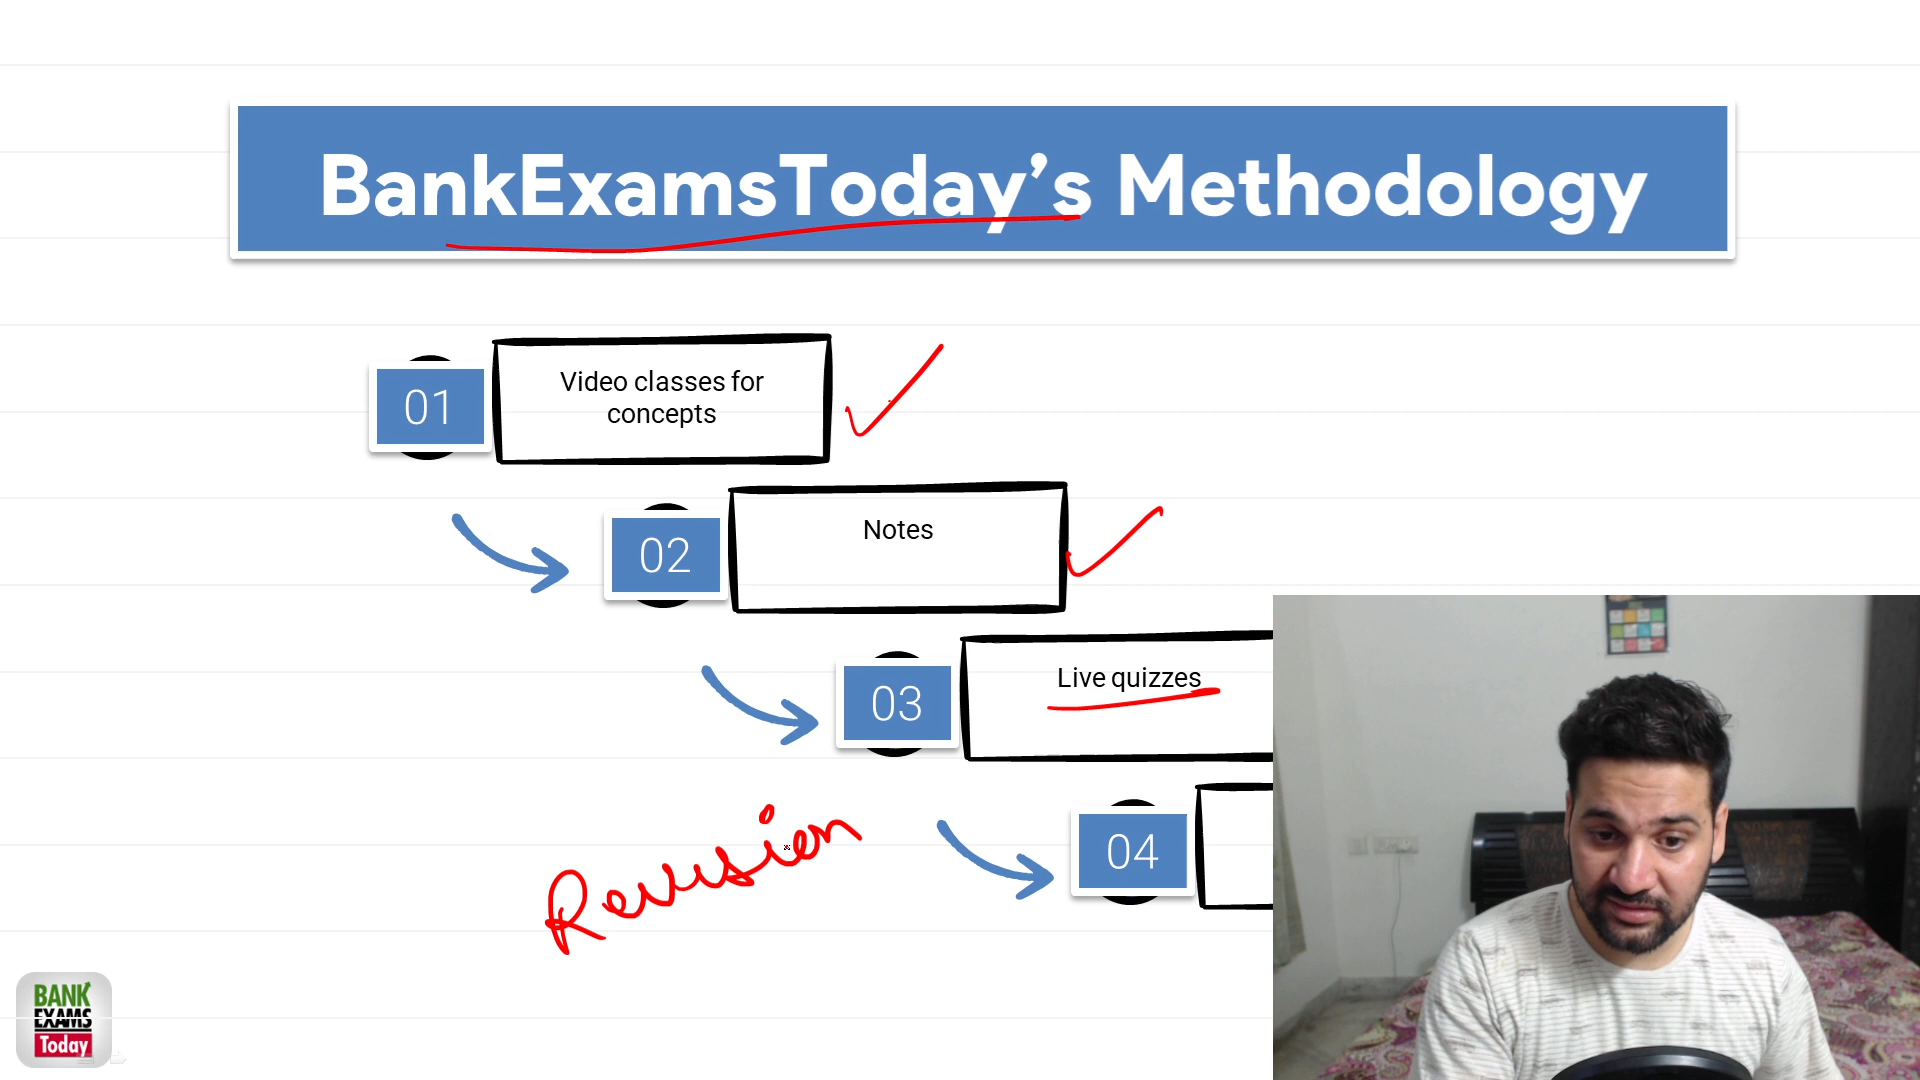 BankExamsToday's Methodology
01
Video classes for
concepts
02
Notes
03
Live quizzes
04
Revision
BANK
EXAMS
Today